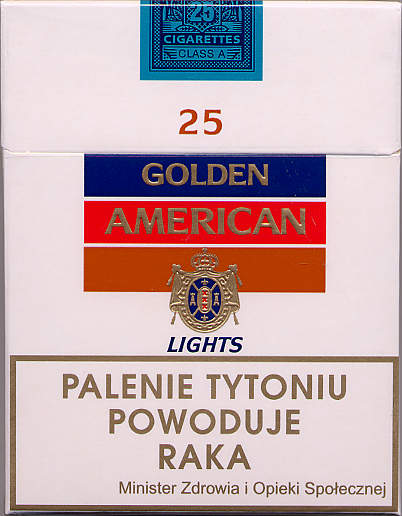 25
CIGARETTES
CLASS A
25
GOLDEN
AMERICAN
LIGHTS
PALENIE TYTONIU
POWODUJE
RAKA
Minister Zdrowia i Opieki Społecznej